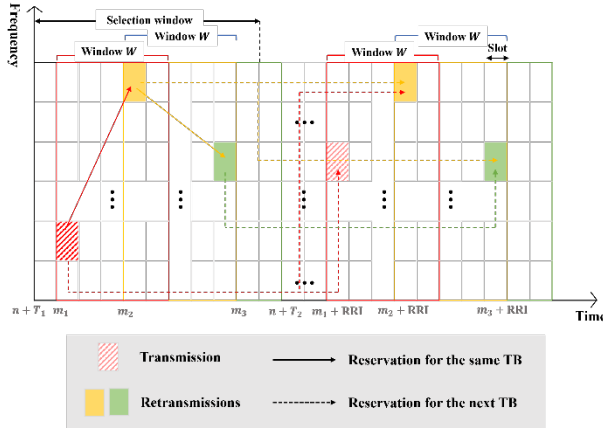 Frequency
Selection window
Window W
Window W
Window W
Window W
Slot
n + T₁
m₁
m₂
m₃
n + T₂
m₁ + RRI
m₂ + RRI
m₃ + RRI
Time
Transmission
Reservation for the same TB
Retransmissions
Reservation for the next TB